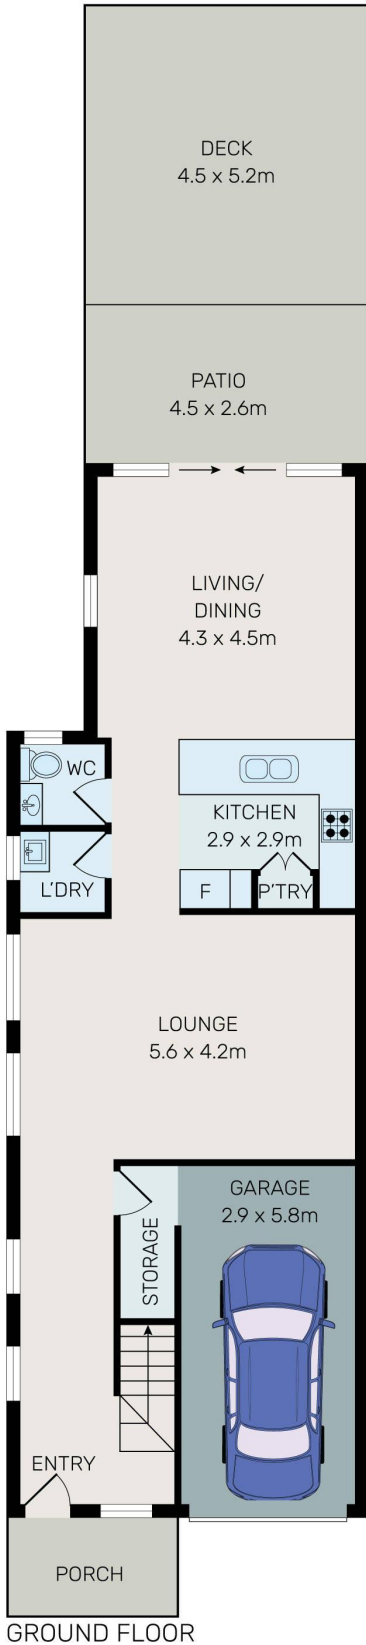 DECK
4.5 x 5.2m
PATIO
4.5 x 2.6m
LIVING/
DINING
4.3 x 4.5m
WC
KITCHEN
2.9 x 2.9m
L'DRY
F
P'TRY
LOUNGE
5.6 x 4.2m
GARAGE
2.9 x 5.8m
STORAGE
ENTRY
PORCH
GROUND FLOOR